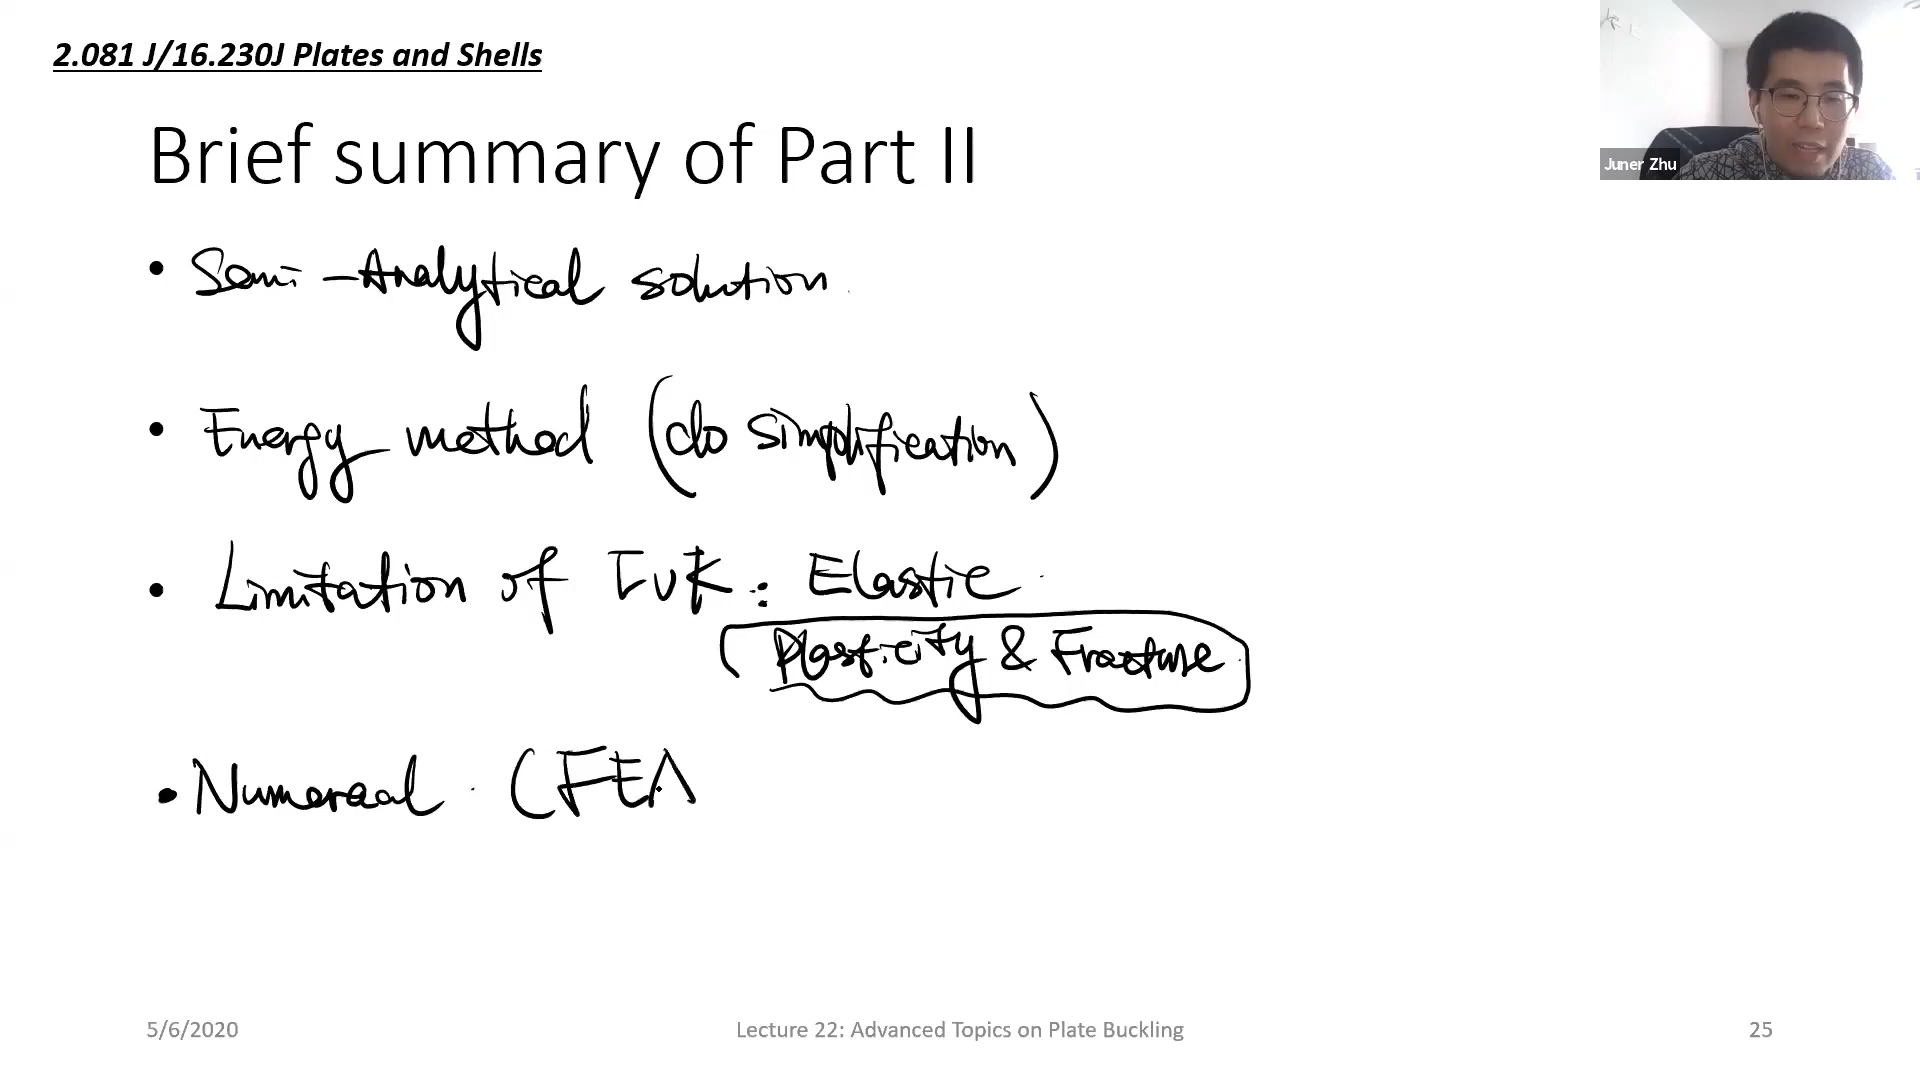 2.081 J/16.230J Plates and Shells
Juner Zhu
Brief summary of Part II
• Semi-Analytical solution
• Energy method (do simplification)
• Limitation of FvK: Elastic
Plasticity & Fracture
• Numerical (FEA
5/6/2020
Lecture 22: Advanced Topics on Plate Buckling
25